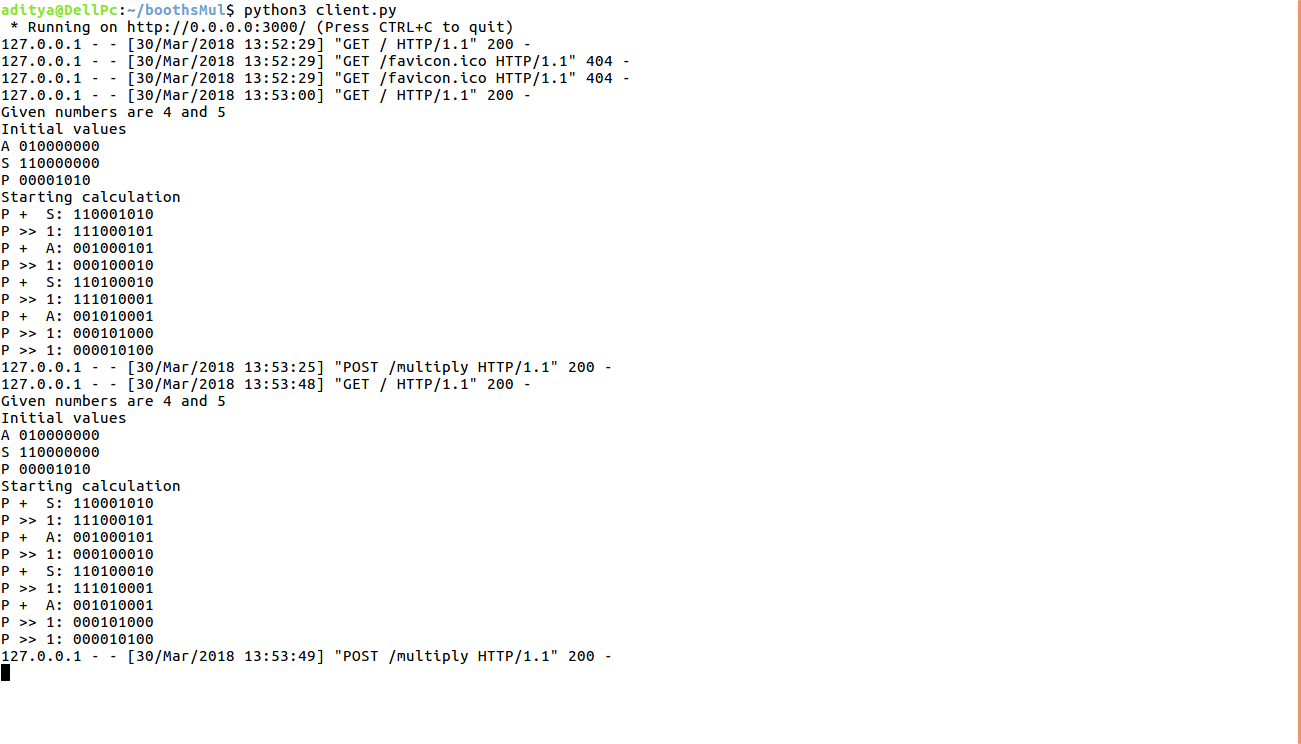 aditya@DellPc:~/boothsMul$ python3 client.py
 * Running on http://0.0.0.0:3000/ (Press CTRL+C to quit)
127.0.0.1 - - [30/Mar/2018 13:52:29] "GET / HTTP/1.1" 200 -
127.0.0.1 - - [30/Mar/2018 13:52:29] "GET /favicon.ico HTTP/1.1" 404 -
127.0.0.1 - - [30/Mar/2018 13:52:29] "GET /favicon.ico HTTP/1.1" 404 -
127.0.0.1 - - [30/Mar/2018 13:53:00] "GET / HTTP/1.1" 200 -
Given numbers are 4 and 5
Initial values
A 010000000
S 110000000
P 00001010
Starting calculation
P +  S: 110001010
P >> 1: 111000101
P +  A: 001000101
P >> 1: 000100010
P +  S: 110100010
P >> 1: 111010001
P +  A: 001010001
P >> 1: 000101000
P >> 1: 000010100
127.0.0.1 - - [30/Mar/2018 13:53:25] "POST /multiply HTTP/1.1" 200 -
127.0.0.1 - - [30/Mar/2018 13:53:48] "GET / HTTP/1.1" 200 -
Given numbers are 4 and 5
Initial values
A 010000000
S 110000000
P 00001010
Starting calculation
P +  S: 110001010
P >> 1: 111000101
P +  A: 001000101
P >> 1: 000100010
P +  S: 110100010
P >> 1: 111010001
P +  A: 001010001
P >> 1: 000101000
P >> 1: 000010100
127.0.0.1 - - [30/Mar/2018 13:53:49] "POST /multiply HTTP/1.1" 200 -